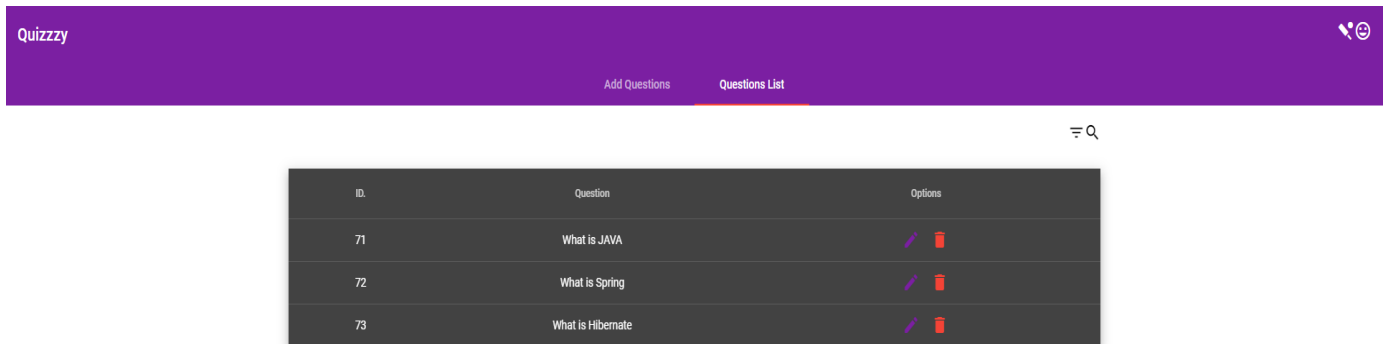 Quizzzy
Add Questions Questions List
ID. Question Options
71 What is JAVA
72 What is Spring
73 What is Hibernate